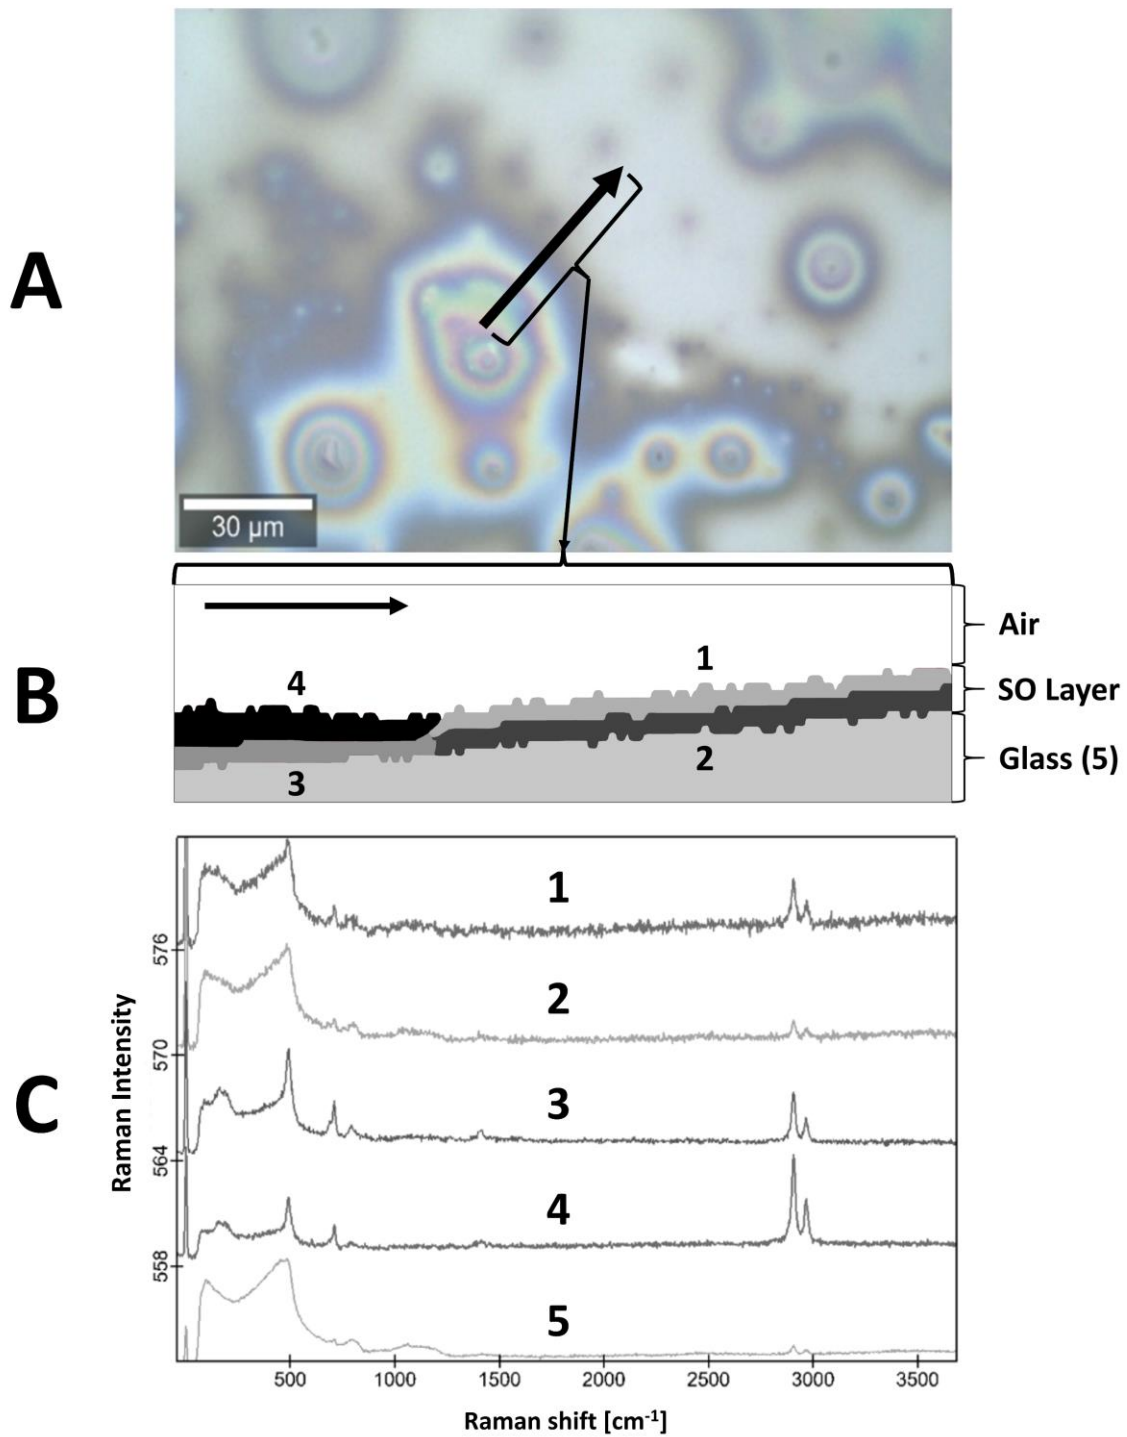 A
30 µm
B
1
4
2
3
Air
SO Layer
Glass (5)
C
Raman Intensity
576
570
564
558
1
2
3
4
5
500 1000 1500 2000 2500 3000 3500
Raman shift [cm⁻¹]